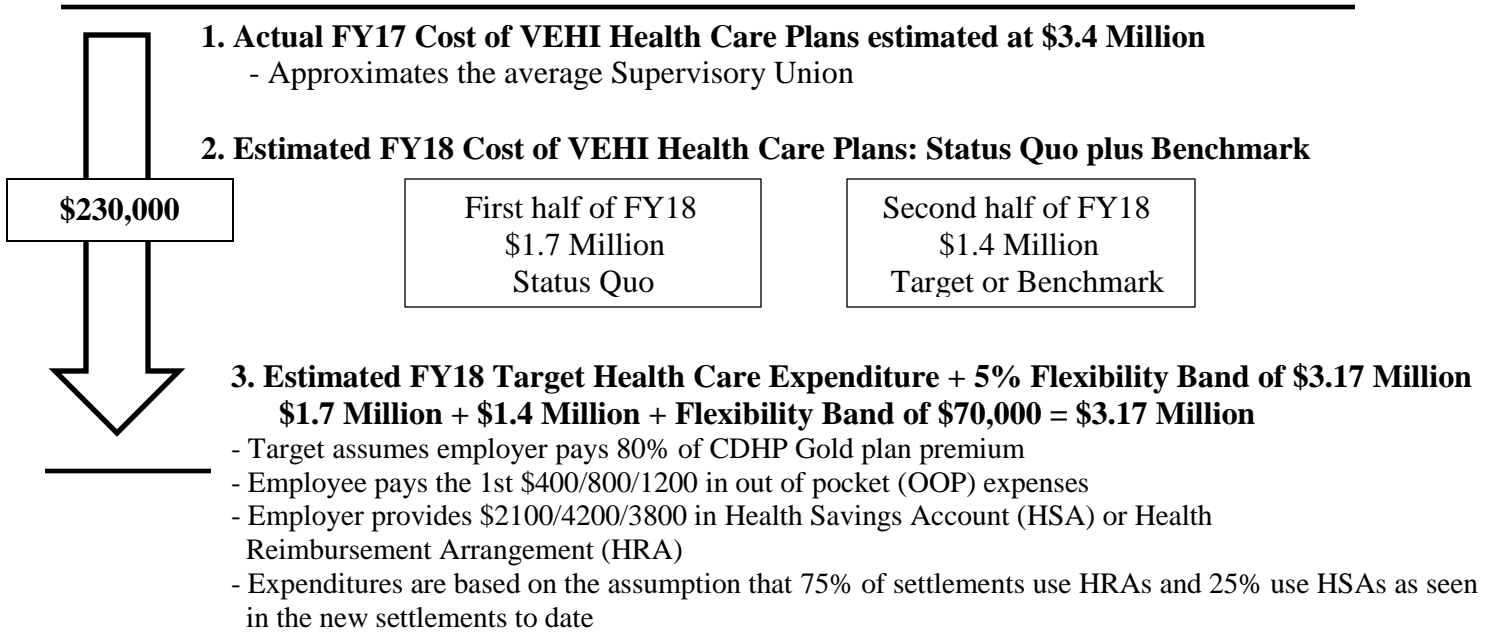 1. Actual FY17 Cost of VEHI Health Care Plans estimated at $3.4 Million
- Approximates the average Supervisory Union
2. Estimated FY18 Cost of VEHI Health Care Plans: Status Quo plus Benchmark
$230,000
First half of FY18
$1.7 Million
Status Quo
Second half of FY18
$1.4 Million
Target or Benchmark
3. Estimated FY18 Target Health Care Expenditure + 5% Flexibility Band of $3.17 Million
$1.7 Million + $1.4 Million + Flexibility Band of $70,000 = $3.17 Million
- Target assumes employer pays 80% of CDHP Gold plan premium
- Employee pays the 1st $400/800/1200 in out of pocket (OOP) expenses
- Employer provides $2100/4200/3800 in Health Savings Account (HSA) or Health
Reimbursement Arrangement (HRA)
- Expenditures are based on the assumption that 75% of settlements use HRAs and 25% use HSAs as seen
in the new settlements to date